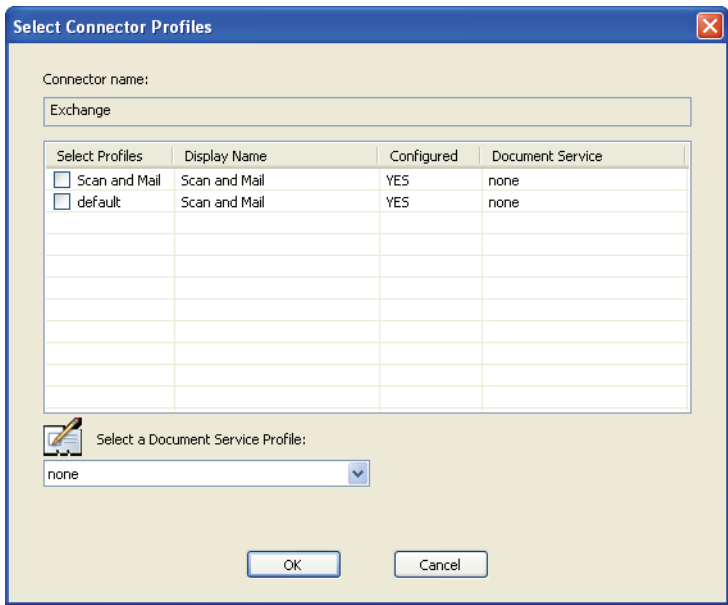 Select Connector Profiles
Connector name:
Exchange
Select Profiles Display Name Configured Document Service
Scan and Mail Scan and Mail YES none
default Scan and Mail YES none
Select a Document Service Profile:
none
OK Cancel